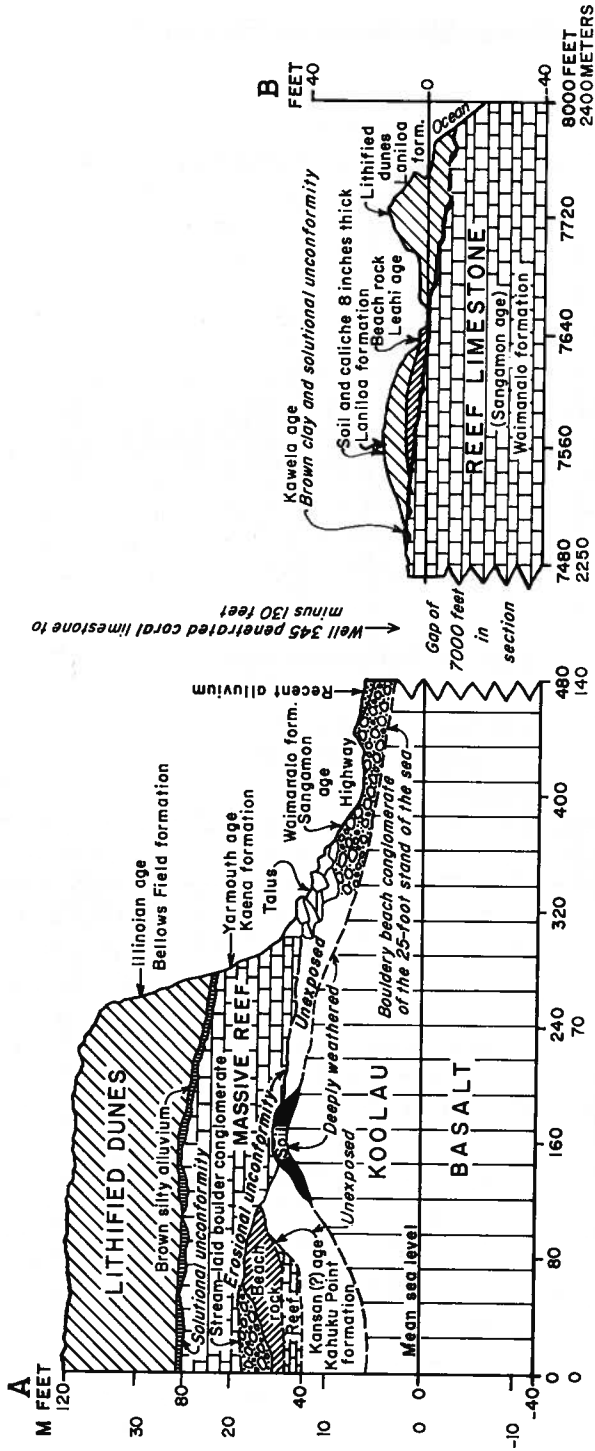 A
M FEET
120
30
80
20
40
10
0
0
-10
-40
LITHIFIED DUNES
Illinoian age
Bellows Field formation
Brown silty alluvium
Solutional unconformity
Stream-laid boulder conglomerate
MASSIVE REEF
Yarmouth age
Kaena formation
Erosional unconformity
Beach
rock
Reef
Soil
Unexposed
Talus
Waimanalo form.
Sangamon
age
Highway
Recent alluvium
Kansan (?) age
Kahuku Point
formation
Unexposed
Deeply weathered
Bouldery beach conglomerate
of the 25-foot stand of the sea
Mean sea level
KOOLAU
BASALT
0
80
160
240
320
400
480
0
70
140
Well 345 penetrated coral limestone to
minus 130 feet
Gap of
7000 feet
in
section
B
FEET
40
0
-40
Kawela age
Brown clay and solutional unconformity
Soil and caliche 8 inches thick
Laniloa formation
Beach rock
Leahi age
Lithified
dunes
aniloa
form.
Ocean
REEF LIMESTONE
(Sangamon age)
Waimanalo formation
7480
7560
7640
7720
8000 FEET
2250
2400 METERS